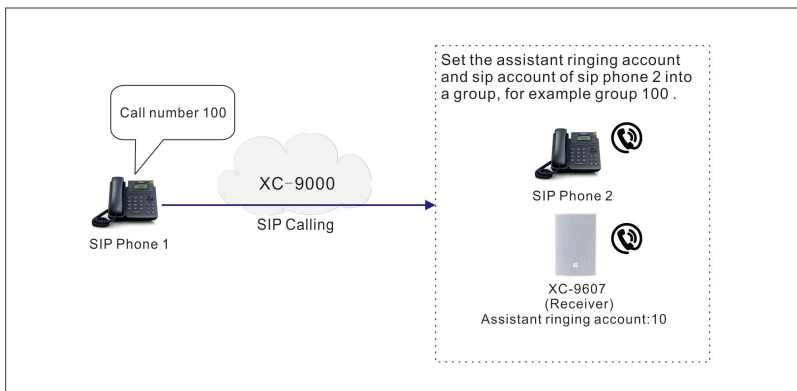 Set the assistant ringing account
and sip account of sip phone 2 into
a group, for example group 100 .
Call number 100
XC-9000
SIP Calling
SIP Phone 1
SIP Phone 2
XC-9607
(Receiver)
Assistant ringing account:10